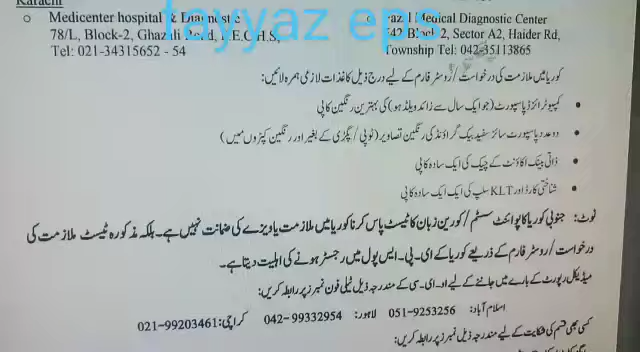 tayyaz eps
Karachi
Medicenter hospital & Diagnostic
78/L, Block-2, Ghazali Road, P.E.C.H.S,
Tel: 021-34315652 - 54
Fazal Medical Diagnostic Center
Block 2, Sector A2, Haider Rd,
Township Tel: 042-35113865
کوریا میں ملازمت کی درخواست/روسٹر فارم کے لیے درج ذیل کاغذات لازمی ہمراہ لائیں:
کمپیوٹرائزڈ پاسپورٹ (جو ایک سال سے زائد ویلڈ ہو) کی بہترین رنگین کاپی
دو عدد پاسپورٹ سائز سفید بیک گراؤنڈ کی رنگین تصاویر (ٹوپی/پگڑی کے بغیر اور رنگین کپڑوں میں)
ذاتی بینک اکاؤنٹ کے چیک کی ایک سادہ کاپی
شناختی کارڈ اور KLT سلپ کی ایک ایک سادہ کاپی
نوٹ: جنوبی کوریا کا پوائنٹ سسٹم/کورین زبان کا ٹیسٹ پاس کرنا کوریا میں ملازمت یا ویزے کی ضمانت نہیں ہے۔ بلکہ مذکورہ ٹیسٹ ملازمت کی
درخواست/روسٹر فارم کے ذریعے کوریا کے ای۔پی۔ایس پول میں رجسٹر ہونے کی اہلیت دیتا ہے۔
میڈیکل رپورٹ کے بارے میں جاننے کے لیے او۔ای۔سی کے مندرجہ ذیل ٹیلی فون نمبرز پر رابطہ کریں:
اسلام آباد: 051-9253256 لاہور: 042-99332954 کراچی: 021-99203461
کسی بھی قسم کی شکایت کے لیے مندرجہ ذیل نمبرز پر رابطہ کریں: